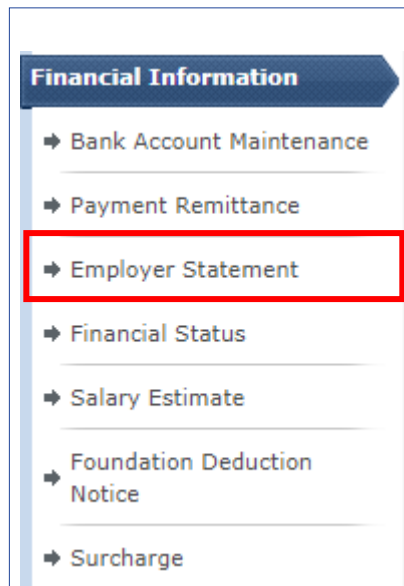 Financial Information
Bank Account Maintenance
Payment Remittance
Employer Statement
Financial Status
Salary Estimate
Foundation Deduction
Notice
Surcharge